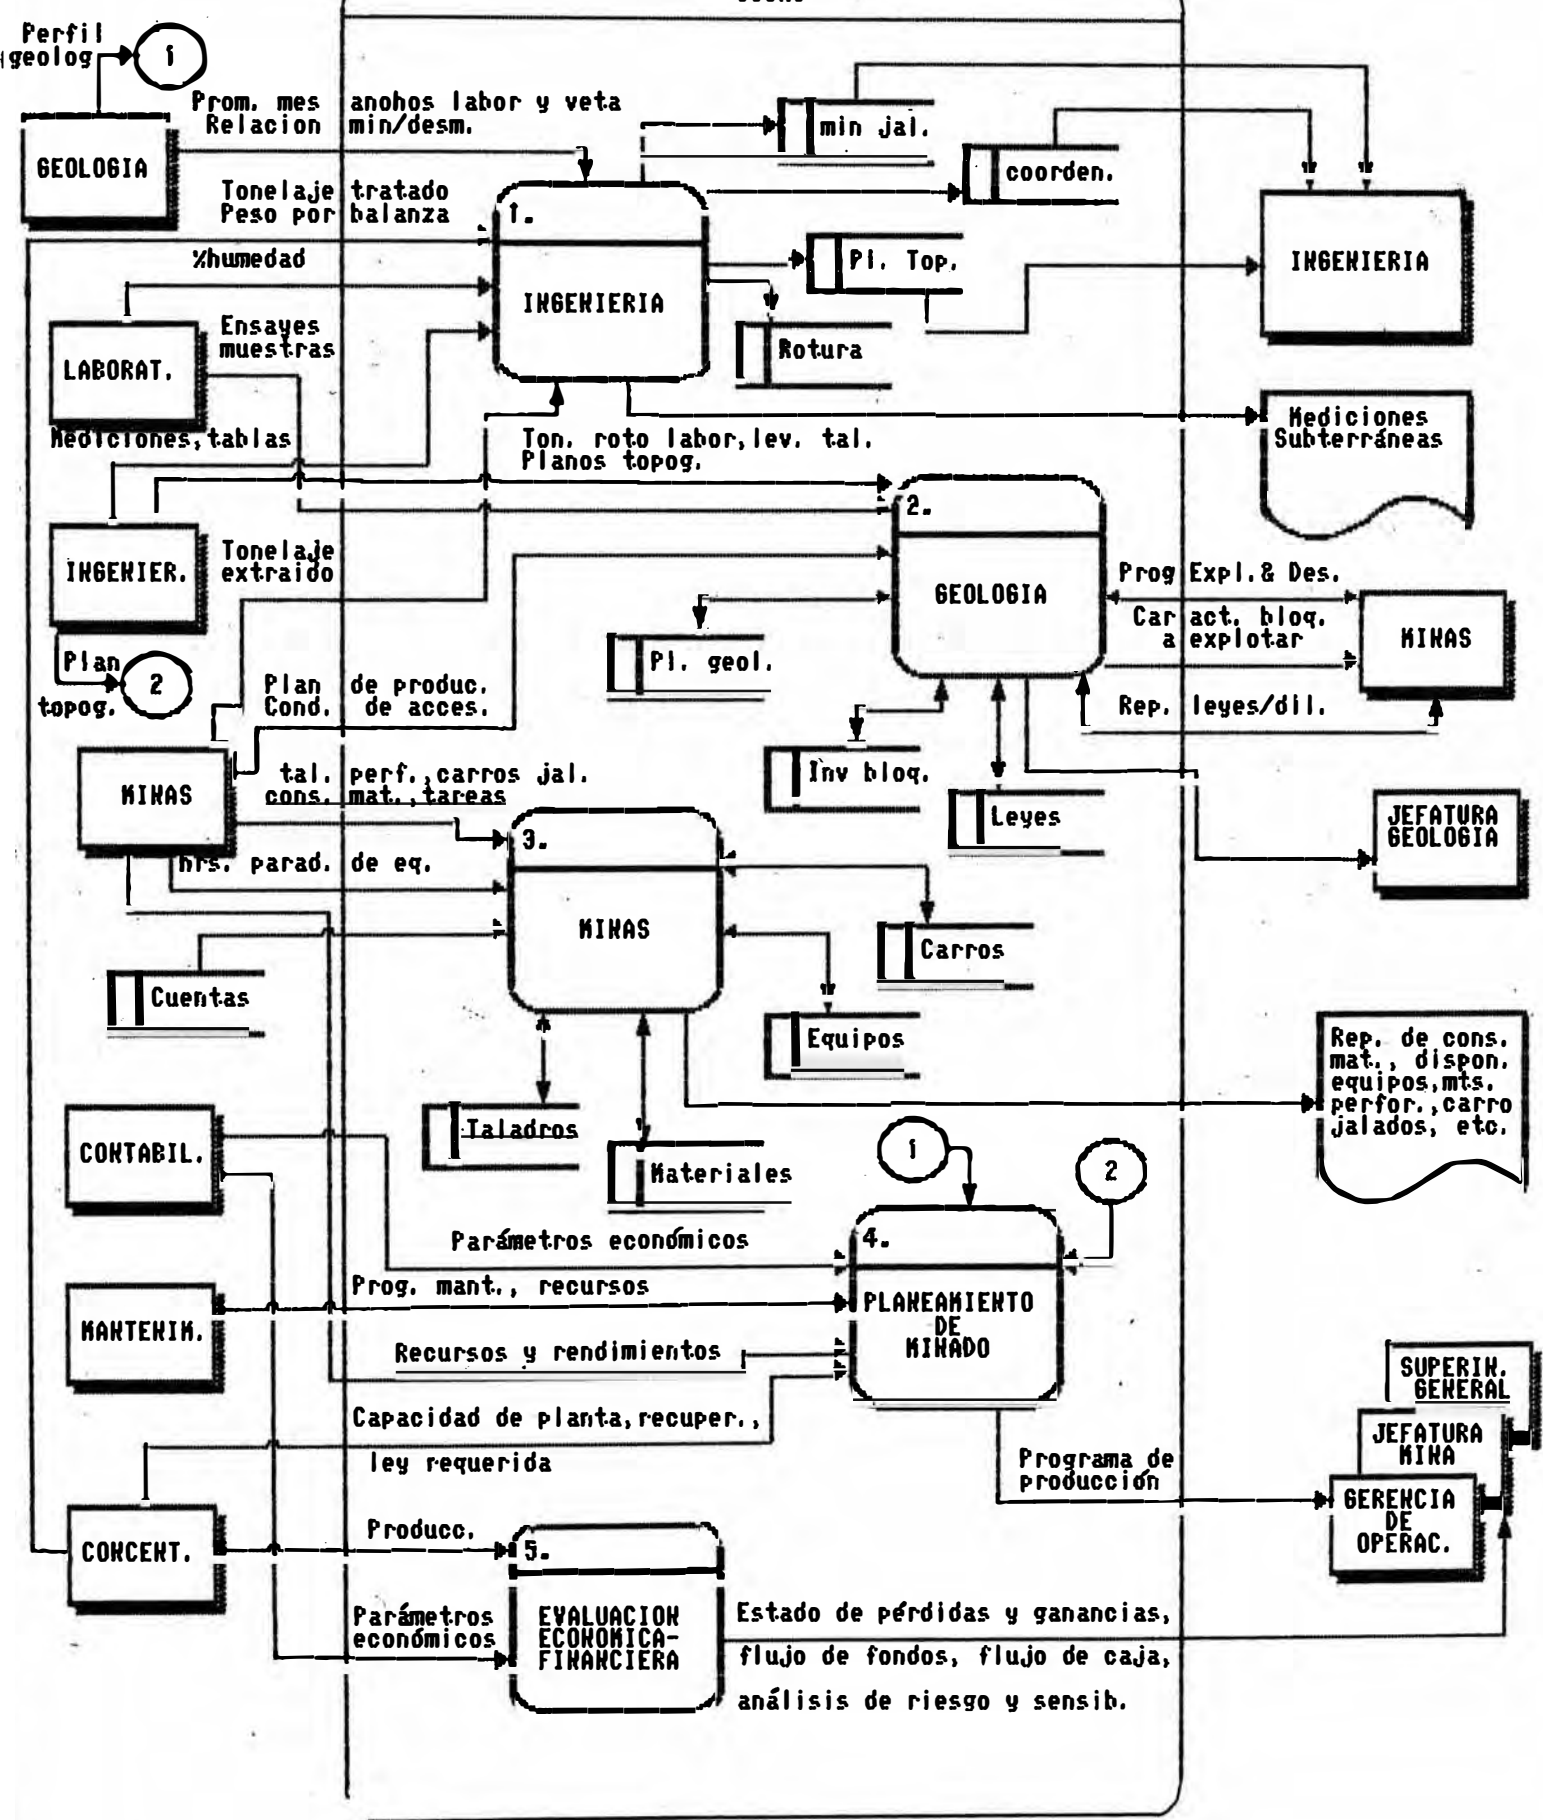 Perfil
geolog
1
Prom. mes anohos labor y veta
Relacion min/desm.
min jal.
coorden.
GEOLOGIA
Tonelaje tratado
Peso por balanza
1.
INGENIERIA
%humedad
Pl. Top.
INGENIERIA
Ensayes
muestras
Rotura
LABORAT.
Mediciones,tablas
Ton. roto labor,lev. tal.
Planos topog.
Mediciones
Subterráneas
2.
GEOLOGIA
INGENIER.
Tonelaje
extraido
Prog Expl.& Des.
Caract. bloq.
a explotar
MINAS
Pl. geol.
Plan
topog.
2
Plan de produc.
Cond. de acces.
Rep. leyes/dil.
Inv bloq.
Leyes
MINAS
tal. perf.,carros jal.
cons. mat.,tareas
JEFATURA
GEOLOGIA
3.
MINAS
hrs. parad. de eq.
Carros
Cuentas
Equipos
Rep. de cons.
mat., dispon.
equipos,mts.
perfor.,carro
jalados, etc.
Taladros
Materiales
CONTABIL.
1
2
4.
PLANEAMIENTO
DE
MINADO
Parámetros económicos
Prog. mant., recursos
MANTENIM.
Recursos y rendimientos
SUPERIN.
GENERAL
JEFATURA
MINA
GERENCIA
DE
OPERAC.
Capacidad de planta,recuper.,
ley requerida
Programa de
producción
CONCENT.
Producc.
5.
EVALUACION
ECONOMICA-
FINANCIERA
Parámetros
económicos
Estado de pérdidas y ganancias,
flujo de fondos, flujo de caja,
análisis de riesgo y sensib.